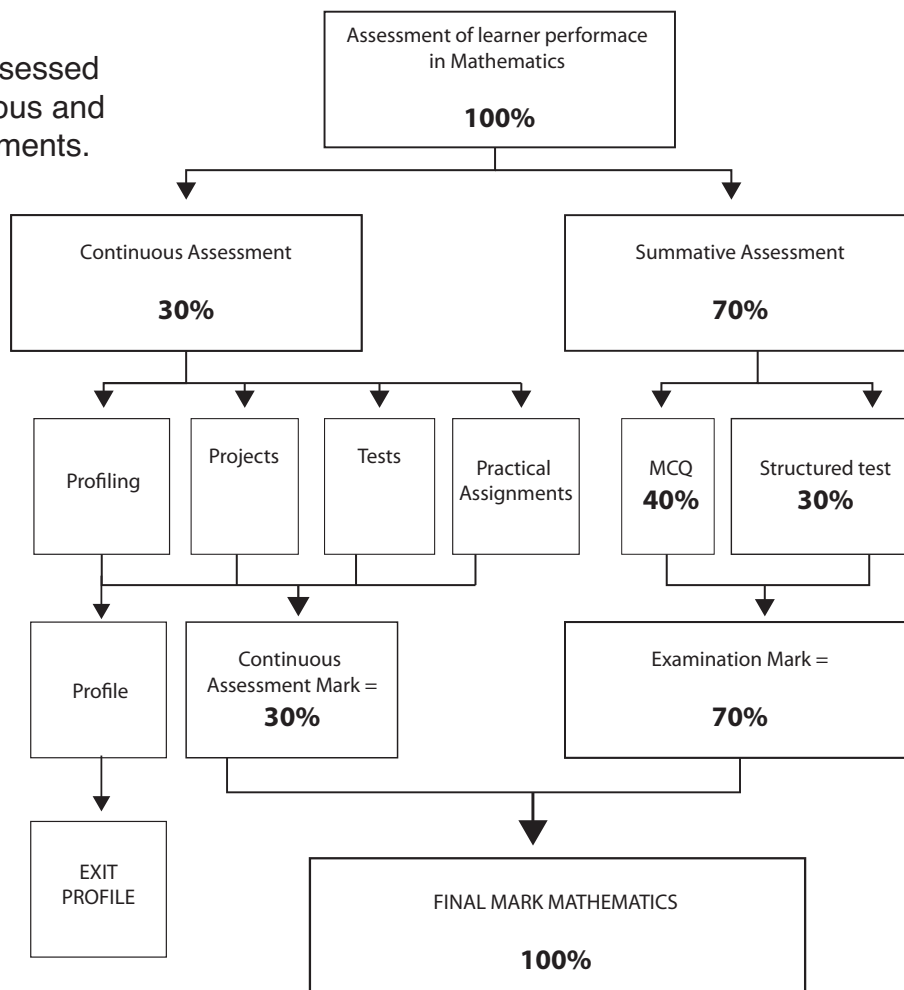 Assessment of learner performace
in Mathematics
100%
ssessed
ous and
ments.
Continuous Assessment
30%
Summative Assessment
70%
Profiling
Projects
Tests
Practical
Assignments
MCQ
40%
Structured test
30%
Profile
Continuous
Assessment Mark =
30%
Examination Mark =
70%
EXIT
PROFILE
FINAL MARK MATHEMATICS
100%